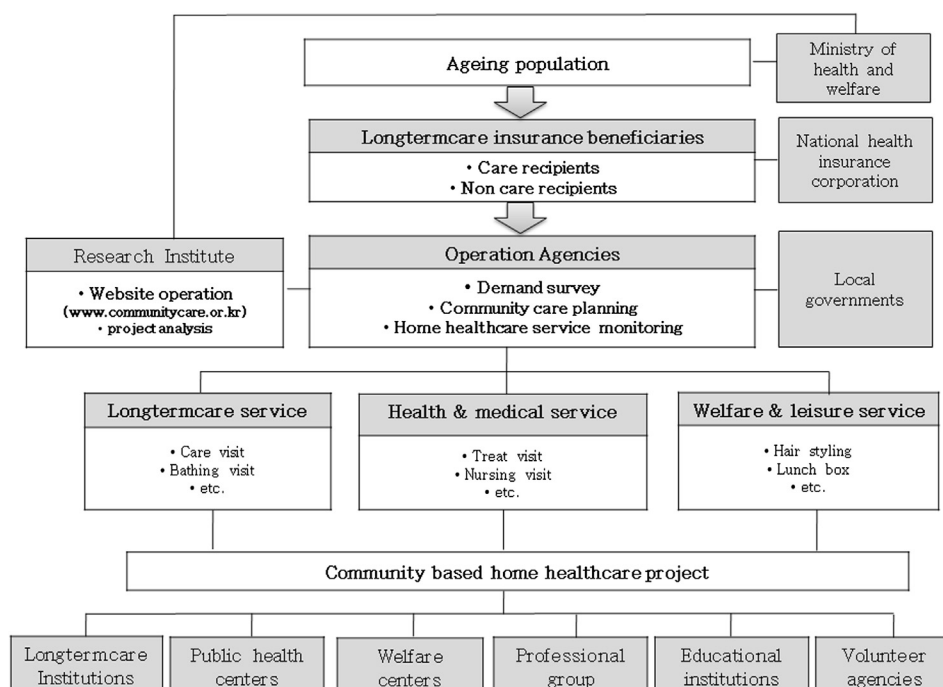 Ageing population
Ministry of
health and
welfare
Longtermcare insurance beneficiaries
• Care recipients
• Non care recipients
National health
insurance
corporation
Research Institute
• Website operation
(www.communitycare.or.kr)
• project analysis
Operation Agencies
• Demand survey
• Community care planning
• Home healthcare service monitoring
Local
governments
Longtermcare service
• Care visit
• Bathing visit
• etc.
Health & medical service
• Treat visit
• Nursing visit
• etc.
Welfare & leisure service
• Hair styling
• Lunch box
• etc.
Community based home healthcare project
Longtermcare
Institutions
Public health
centers
Welfare
centers
Professional
group
Educational
institutions
Volunteer
agencies